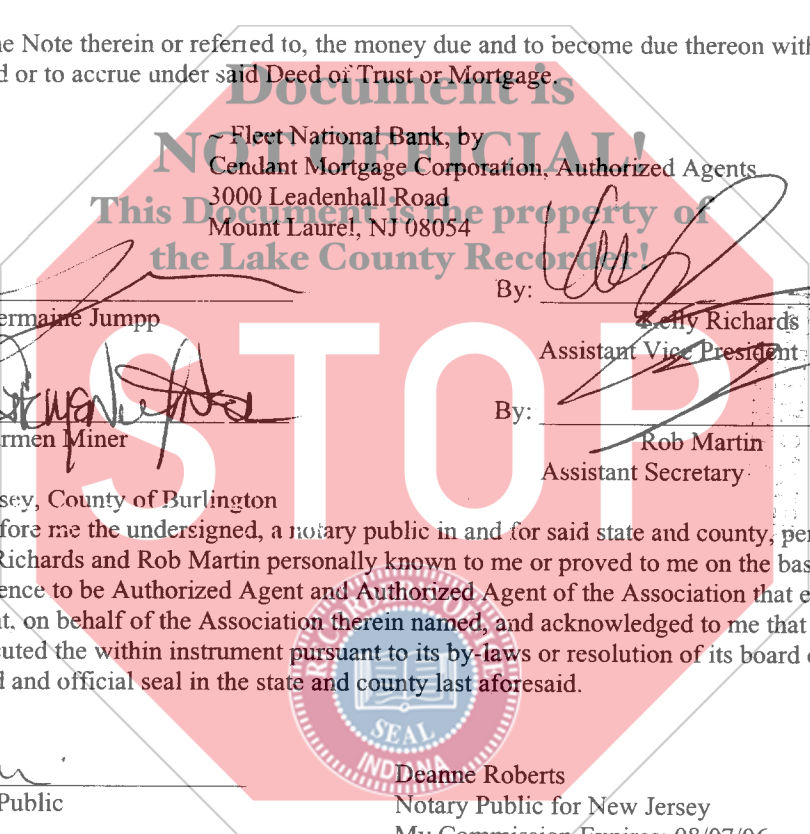 ne Note therein or referred to, the money due and to become due thereon with
d or to accrue under said Deed of Trust or Mortgage.
Document is
NOT OFFICIAL!
This Document is the property of
the Lake County Recorder!
~ Fleet National Bank, by
Cendant Mortgage Corporation, Authorized Agents
3000 Leadenhall Road
Mount Laurel, NJ 08054
By:
ermaine Jumpp
Kelly Richards
Assistant Vice President
STOP
By:
rmen Miner
Rob Martin
Assistant Secretary
sey, County of Burlington
fore me the undersigned, a notary public in and for said state and county, per
Richards and Rob Martin personally known to me or proved to me on the bas
ence to be Authorized Agent and Authorized Agent of the Association that e
t, on behalf of the Association therein named, and acknowledged to me that
cuted the within instrument pursuant to its by-laws or resolution of its board o
d and official seal in the state and county last aforesaid.
SEAL
INDIANA
Deanne Roberts
Public
Notary Public for New Jersey
My Commission Expires: 08/07/06